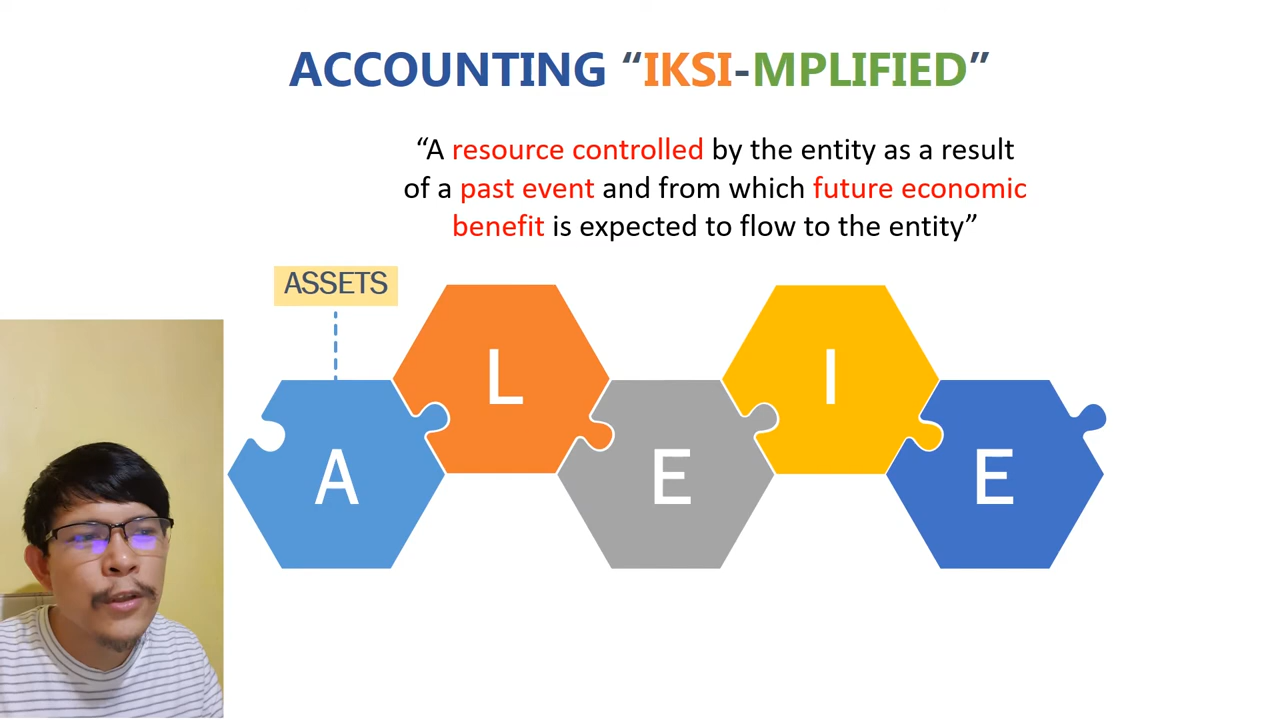 ACCOUNTING “IKSI-MPLIFIED”
“A resource controlled by the entity as a result
of a past event and from which future economic
benefit is expected to flow to the entity”
ASSETS
A
L
E
I
E